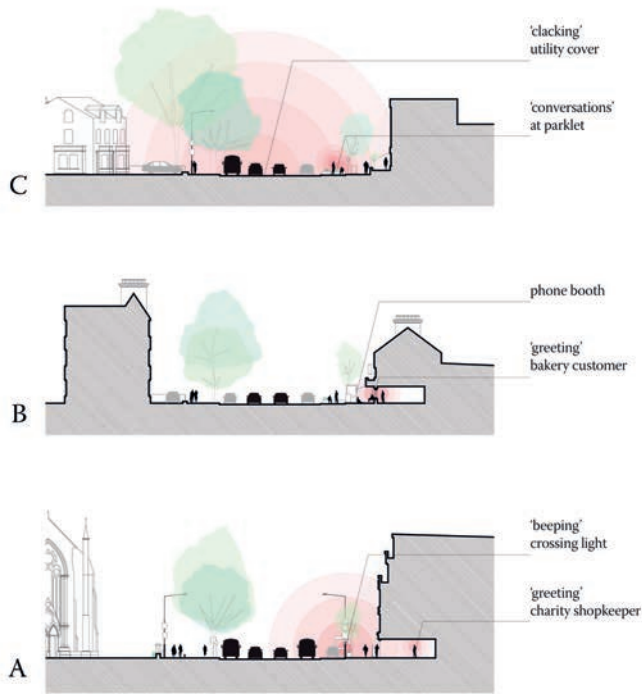 ‘clacking’
utility cover
‘conversations’
at parklet
C
phone booth
‘greeting’
bakery customer
B
‘beeping’
crossing light
‘greeting’
charity shopkeeper
A